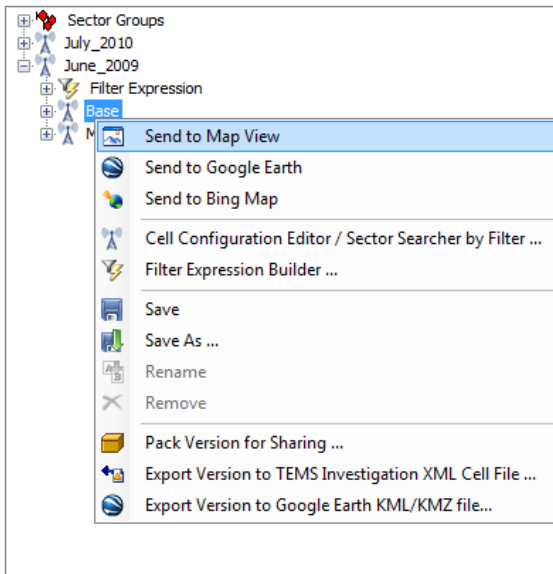 Sector Groups
July_2010
June_2009
Filter Expression
Base
M
Send to Map View
Send to Google Earth
Send to Bing Map
Cell Configuration Editor / Sector Searcher by Filter ...
Filter Expression Builder ...
Save
Save As ...
Rename
Remove
Pack Version for Sharing ...
Export Version to TEMS Investigation XML Cell File ...
Export Version to Google Earth KML/KMZ file...